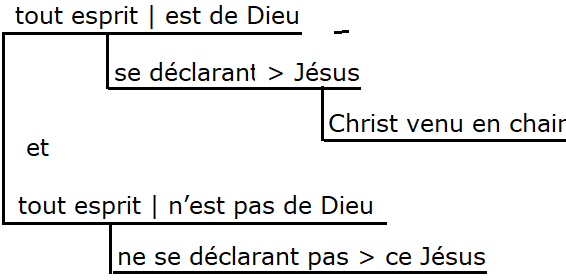 tout esprit | est de Dieu
se déclarant > Jésus
Christ venu en chair
et
tout esprit | n’est pas de Dieu
ne se déclarant pas > ce Jésus